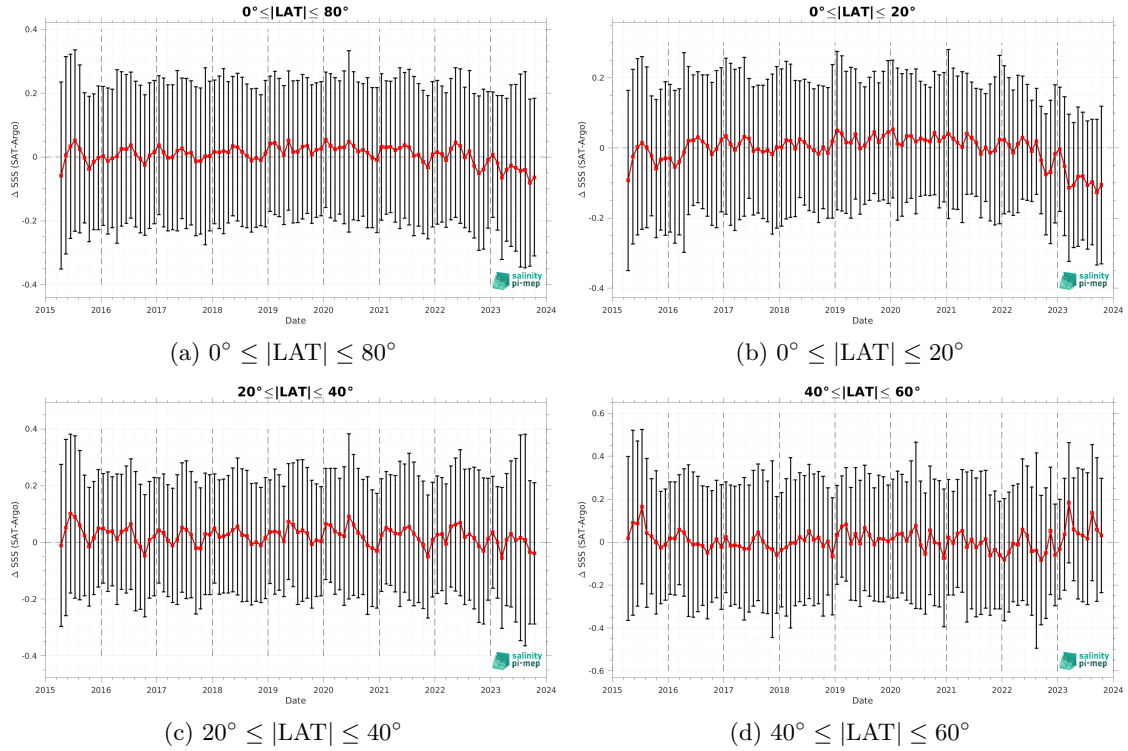 0°≤|LAT|≤ 80°
0.4
0.2
0
-0.2
-0.4
Δ SSS (SAT-Argo)
2015 2016 2017 2018 2019 2020 2021 2022 2023 2024
Date
salinity
pi-mep
(a) 0° ≤ |LAT| ≤ 80°
0°≤|LAT|≤ 20°
0.2
0
-0.2
-0.4
Δ SSS (SAT-Argo)
2015 2016 2017 2018 2019 2020 2021 2022 2023 2024
Date
salinity
pi-mep
(b) 0° ≤ |LAT| ≤ 20°
20°≤|LAT|≤ 40°
0.4
0.2
0
-0.2
-0.4
Δ SSS (SAT-Argo)
2015 2016 2017 2018 2019 2020 2021 2022 2023 2024
Date
salinity
pi-mep
(c) 20° ≤ |LAT| ≤ 40°
40°≤|LAT|≤ 60°
0.6
0.4
0.2
0
-0.2
-0.4
-0.6
Δ SSS (SAT-Argo)
2015 2016 2017 2018 2019 2020 2021 2022 2023 2024
Date
salinity
pi-mep
(d) 40° ≤ |LAT| ≤ 60°